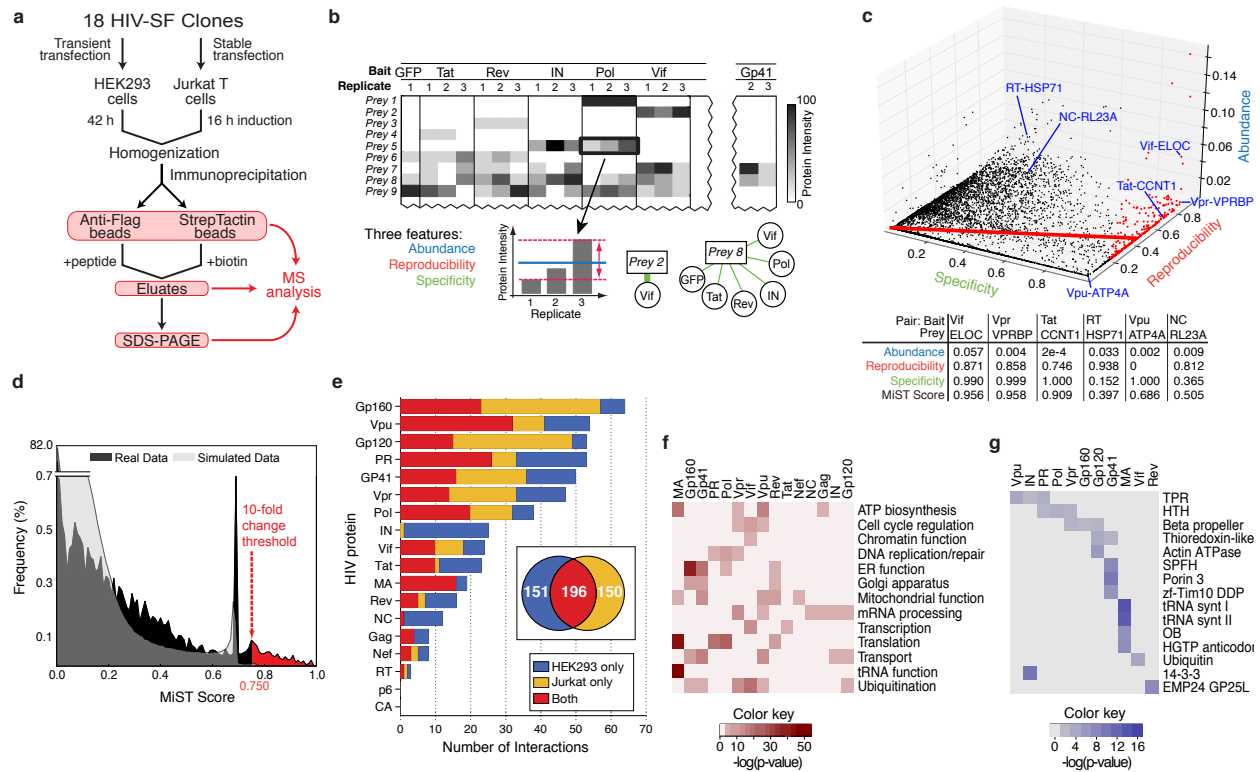 a
18 HIV-SF Clones
Transient transfection
Stable transfection
HEK293 cells
Jurkat T cells
42 h
16 h induction
Homogenization
Immunoprecipitation
Anti-Flag beads
StrepTactin beads
+peptide
+biotin
Eluates
MS analysis
SDS-PAGE
b
Bait GFP Tat Rev IN Pol Vif Gp41
Replicate 1 1 2 3 1 2 3 1 2 3 1 2 3 1 2 3 2 3
Prey 1
Prey 2
Prey 3
Prey 4
Prey 5
Prey 6
Prey 7
Prey 8
Prey 9
100
Protein Intensity
0
Three features:
Abundance
Reproducibility
Specificity
Protein Intensity
1 2 3
Replicate
Prey 2
Vif
Prey 8
GFP
Tat
Rev
IN
Pol
Vif
c
RT-HSP71
NC-RL23A
Vif-ELOC
Tat-CCNT1
Vpr-VPRBP
Vpu-ATP4A
0.14
0.10
0.06
0.02
Abundance
0.8
0.6
0.4
0.2
Reproducibility
0.2
0.4
0.6
0.8
Specificity
Pair: Bait Vif Vpr Tat RT Vpu NC
Prey ELOC VPRBP CCNT1 HSP71 ATP4A RL23A
Abundance 0.057 0.004 2e-4 0.033 0.002 0.009
Reproducibility 0.871 0.858 0.746 0.938 0 0.812
Specificity 0.990 0.999 1.000 0.152 1.000 0.365
MiST Score 0.956 0.958 0.909 0.397 0.686 0.505
d
82.0
0.7
0.5
0.3
0.1
Frequency (%)
Real Data
Simulated Data
10-fold
change
threshold
0.0 0.2 0.4 0.6 0.8 1.0
0.750
MiST Score
e
HIV protein
Gp160
Vpu
Gp120
PR
GP41
Vpr
Pol
IN
Vif
Tat
MA
Rev
NC
Gag
Nef
RT
p6
CA
151 196 150
HEK293 only
Jurkat only
Both
0 10 20 30 40 50 60 70
Number of Interactions
f
MA Gp160 Gp41 PR Pol Vpr Vif Vpu Rev Tat Nef NC Gag IN Gp120
ATP biosynthesis
Cell cycle regulation
Chromatin function
DNA replication/repair
ER function
Golgi apparatus
Mitochondrial function
mRNA processing
Transcription
Translation
Transport
tRNA function
Ubiquitination
Color key
0 10 30 50
-log(p-value)
g
Vpu IN PR Pol Vpr Gp160 Gp120 Gp41 MA Vif Rev
TPR
HTH
Beta propeller
Thioredoxin-like
Actin ATPase
SPFH
Porin 3
zf-Tim10 DDP
tRNA synt I
tRNA synt II
OB
HGTP anticodon
Ubiquitin
14-3-3
EMP24 GP25L
Color key
0 4 8 12 16
-log(p-value)